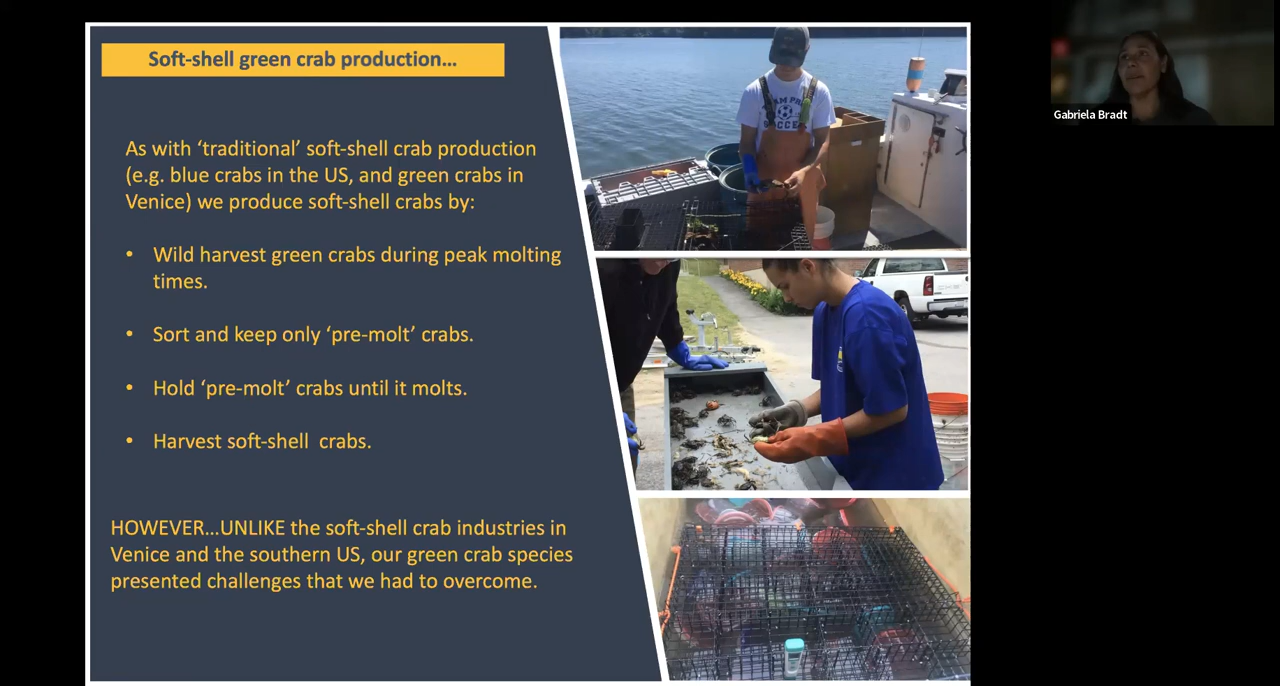 Soft-shell green crab production...
As with ‘traditional’ soft-shell crab production
(e.g. blue crabs in the US, and green crabs in
Venice) we produce soft-shell crabs by:
• Wild harvest green crabs during peak molting
times.
• Sort and keep only ‘pre-molt’ crabs.
• Hold ‘pre-molt’ crabs until it molts.
• Harvest soft-shell crabs.
HOWEVER...UNLIKE the soft-shell crab industries in
Venice and the southern US, our green crab species
presented challenges that we had to overcome.
Gabriela Bradt